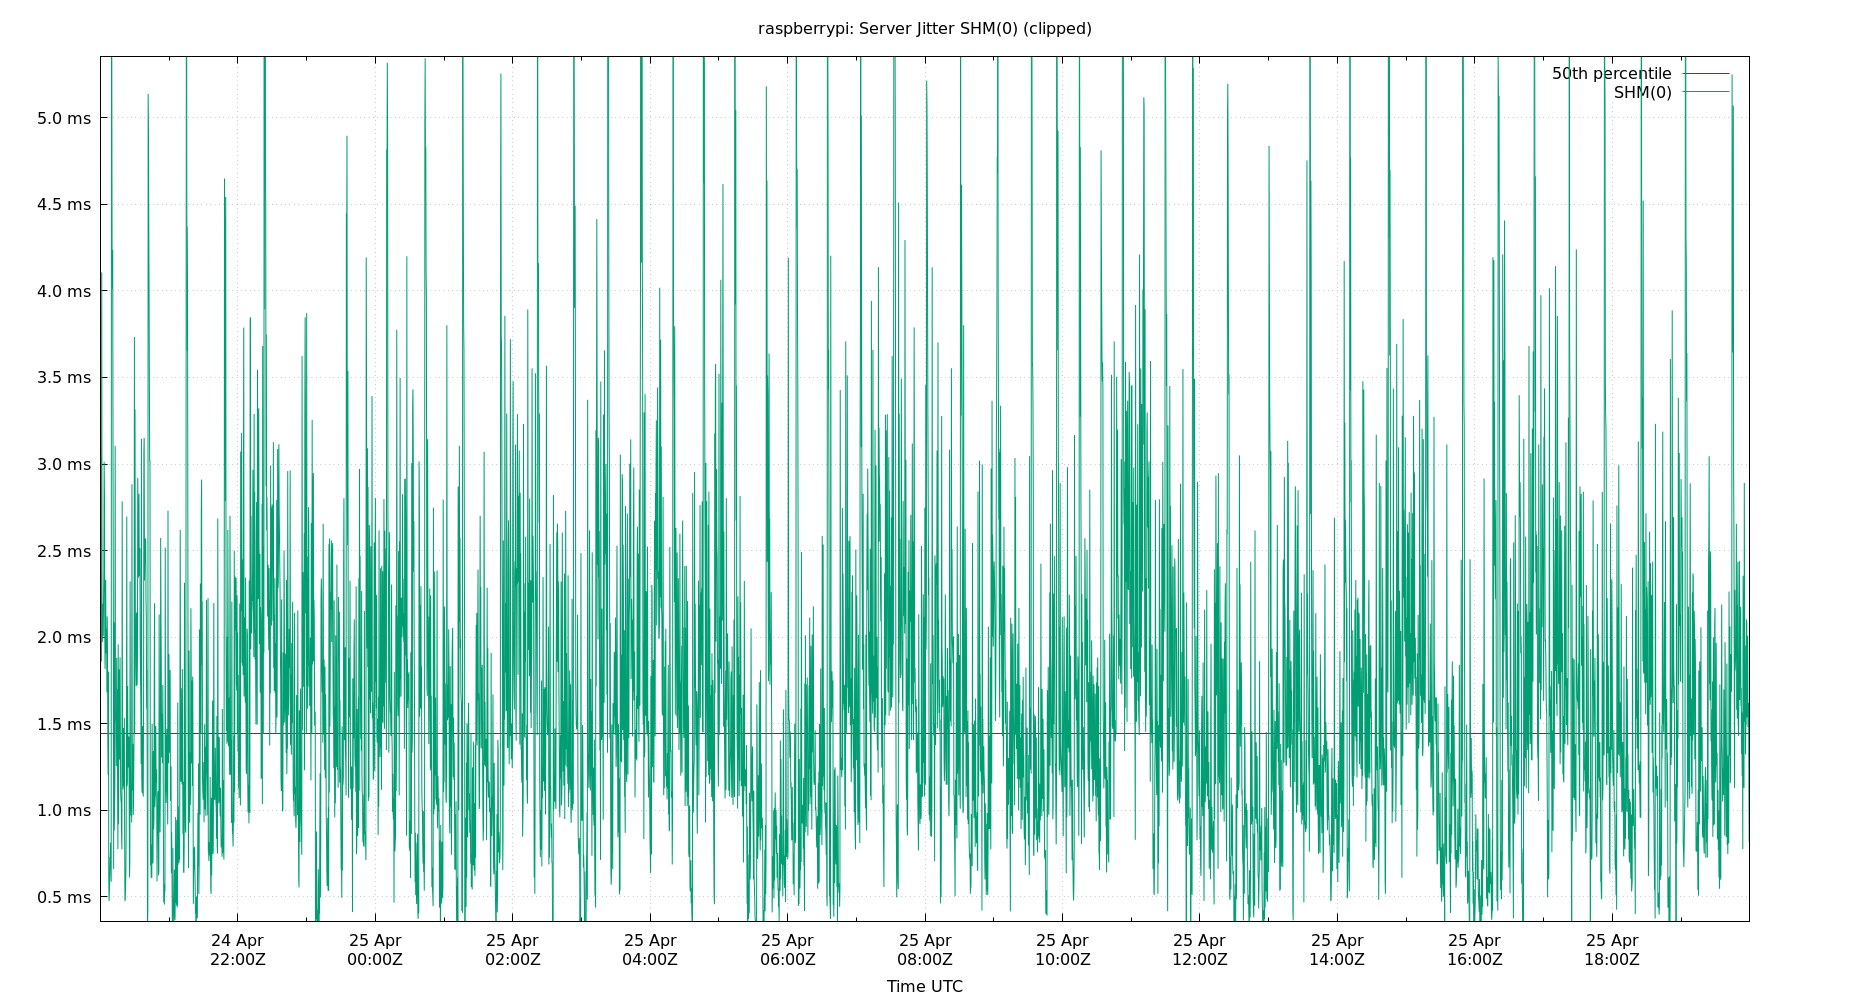 raspberrypi: Server Jitter SHM(0) (clipped)
50th percentile
SHM(0)
5.0 ms
4.5 ms
4.0 ms
3.5 ms
3.0 ms
2.5 ms
2.0 ms
1.5 ms
1.0 ms
0.5 ms
24 Apr 25 Apr 25 Apr 25 Apr 25 Apr 25 Apr 25 Apr 25 Apr 25 Apr 25 Apr 25 Apr
22:00Z 00:00Z 02:00Z 04:00Z 06:00Z 08:00Z 10:00Z 12:00Z 14:00Z 16:00Z 18:00Z
Time UTC